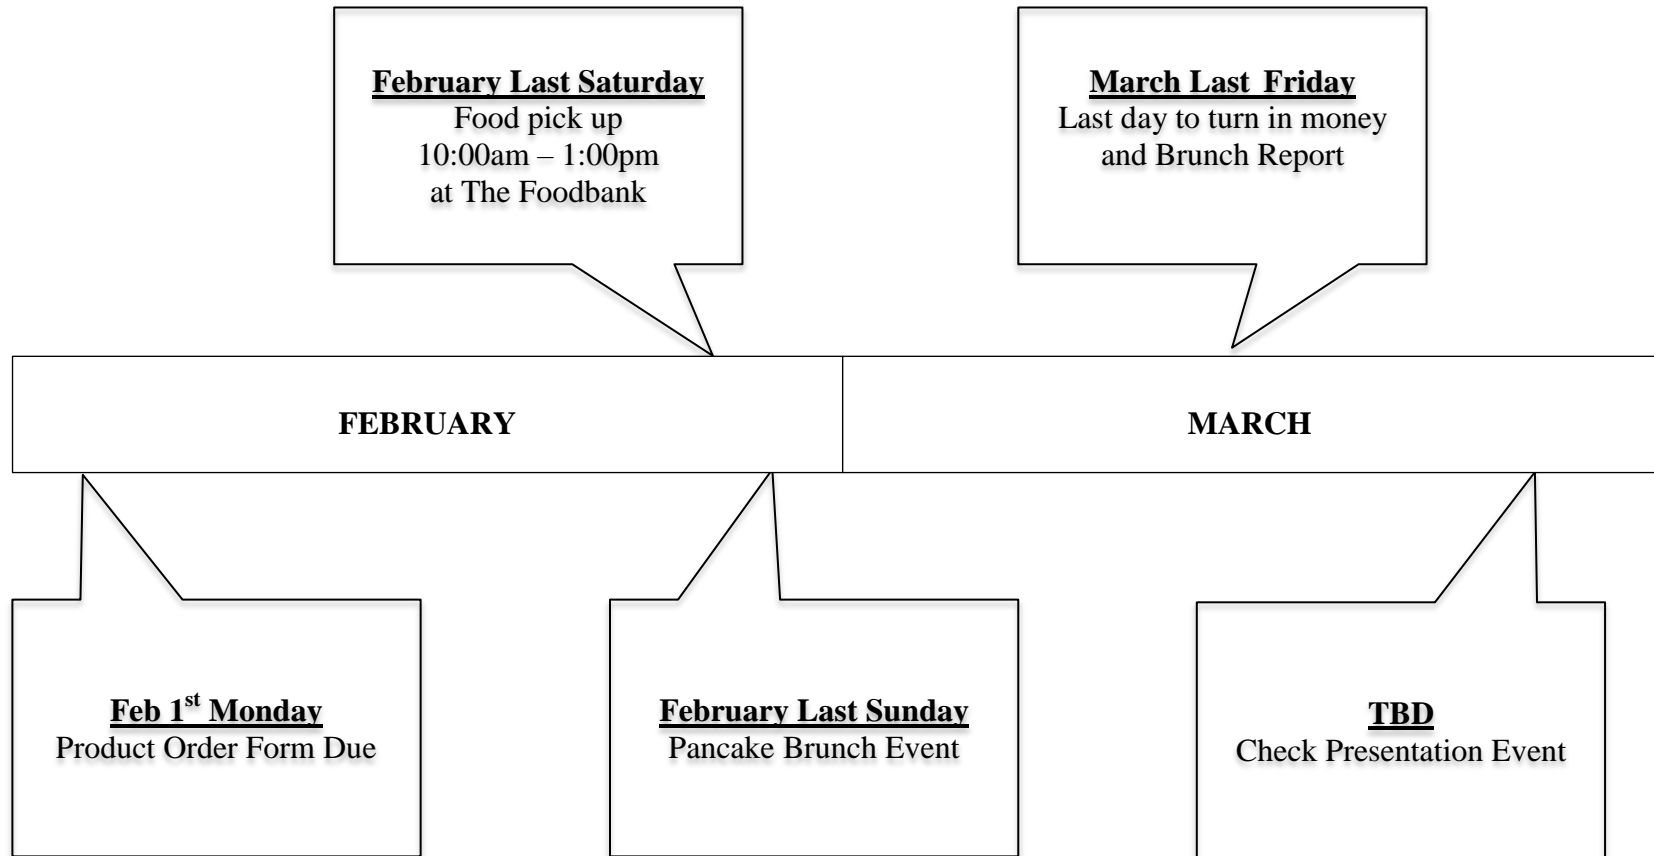 February Last Saturday
Food pick up
10:00am – 1:00pm
at The Foodbank
March Last Friday
Last day to turn in money
and Brunch Report
FEBRUARY
MARCH
Feb 1st Monday
Product Order Form Due
February Last Sunday
Pancake Brunch Event
TBD
Check Presentation Event